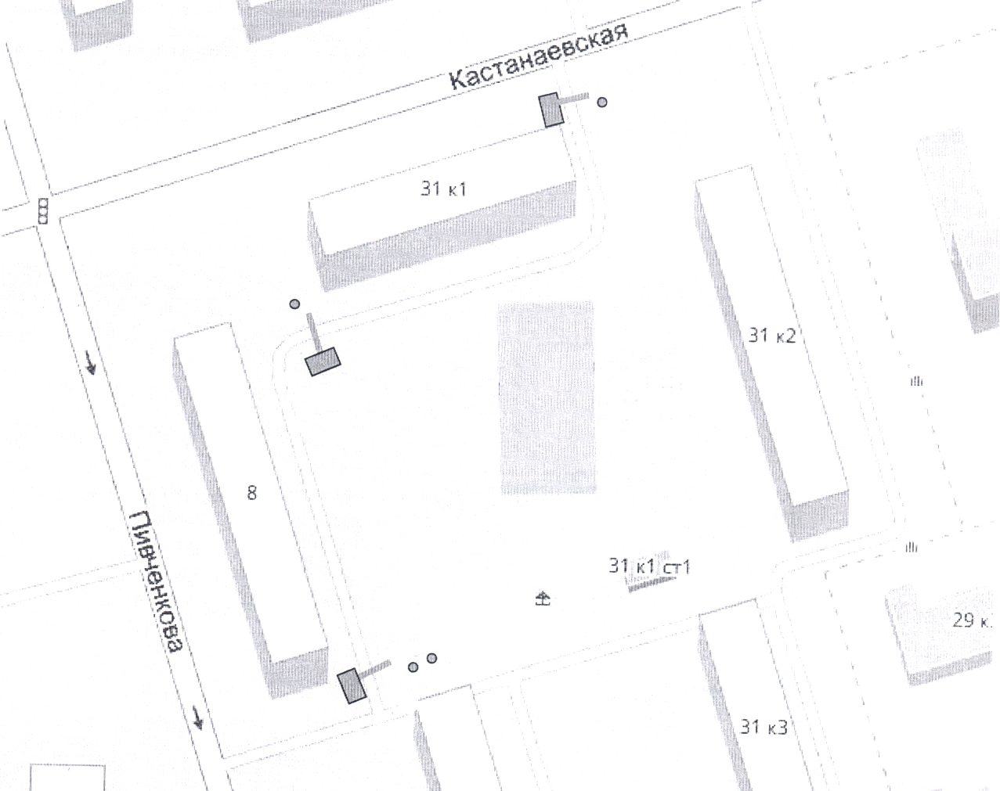 Кастанаевская
31 к1
31 к2
8
Пивченкова
31 к1 ст1
29 к.
31 к3